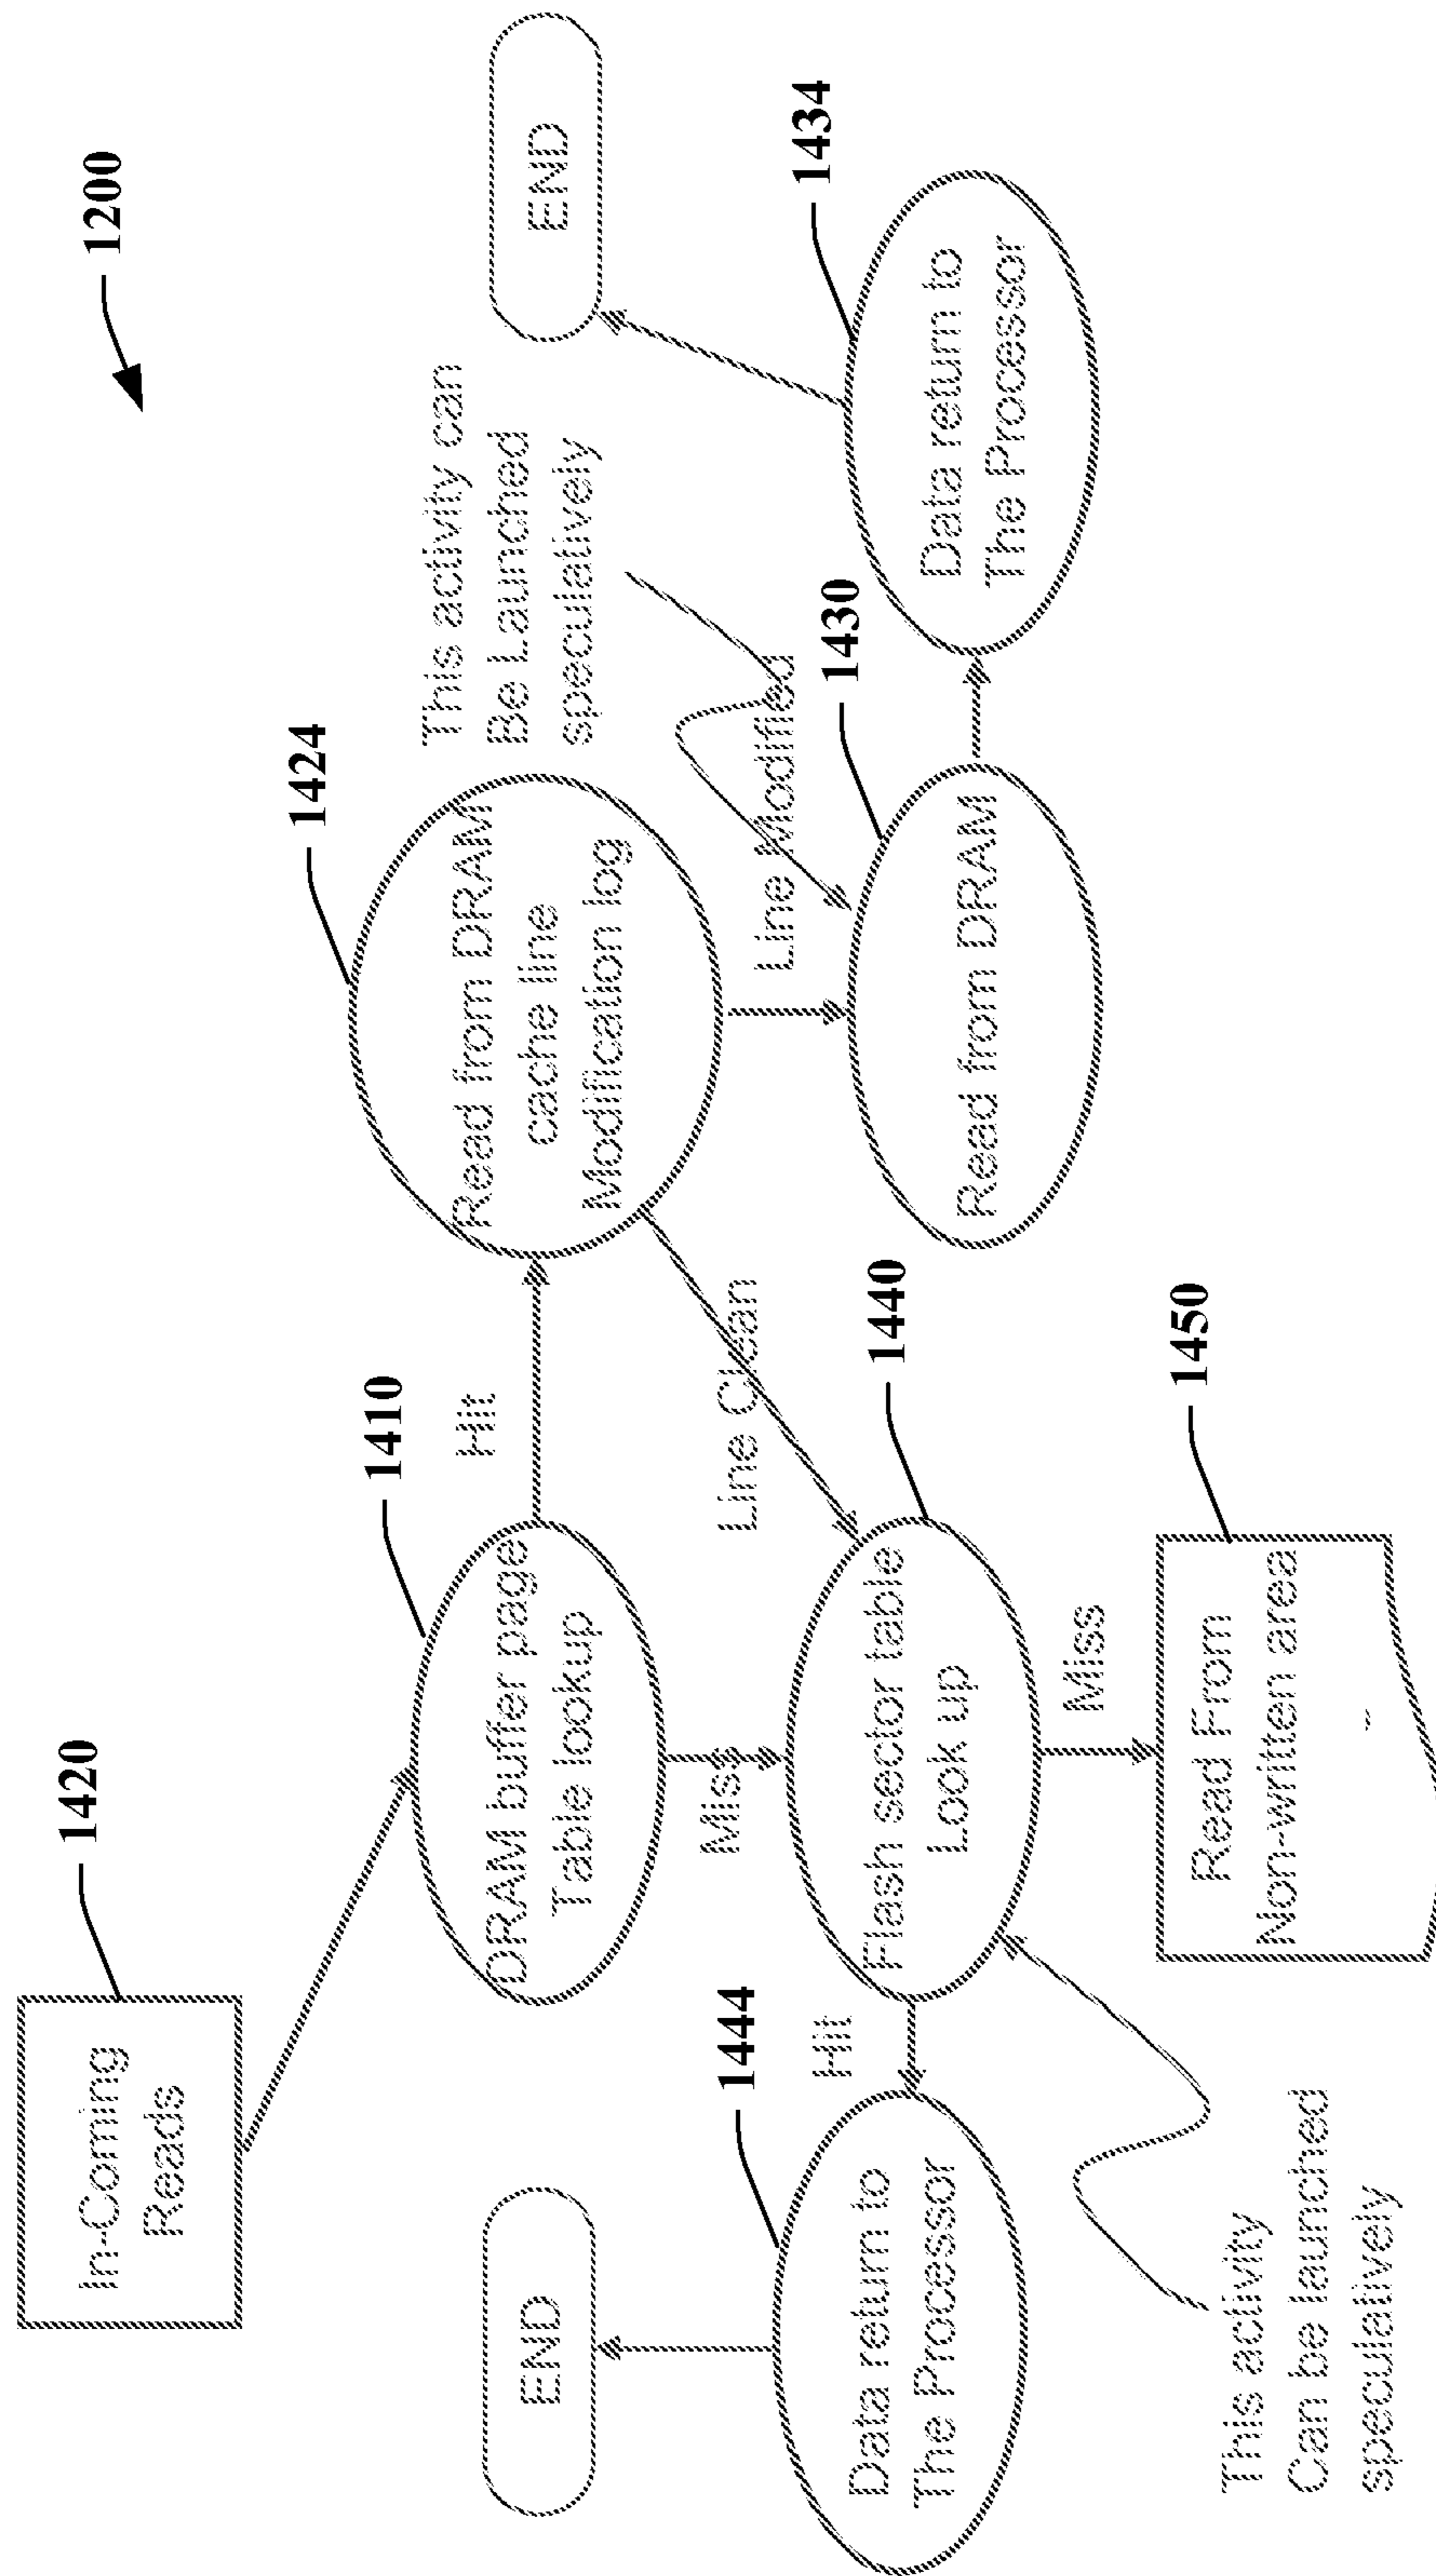 1200
1420
In-Coming
Reads
1410
DRAM buffer page
Table lookup
Hit
1424
Read from DRAM
cache line
Modification log
This activity can
Be Launched
speculatively
END
Miss
Line Clean
Line Modified
1430
Read from DRAM
1434
Data return to
The Processor
END
1444
Data return to
The Processor
Hit
1440
Flash sector table
Look up
Miss
1450
Read From
Non-written area
This activity
Can be launched
speculatively